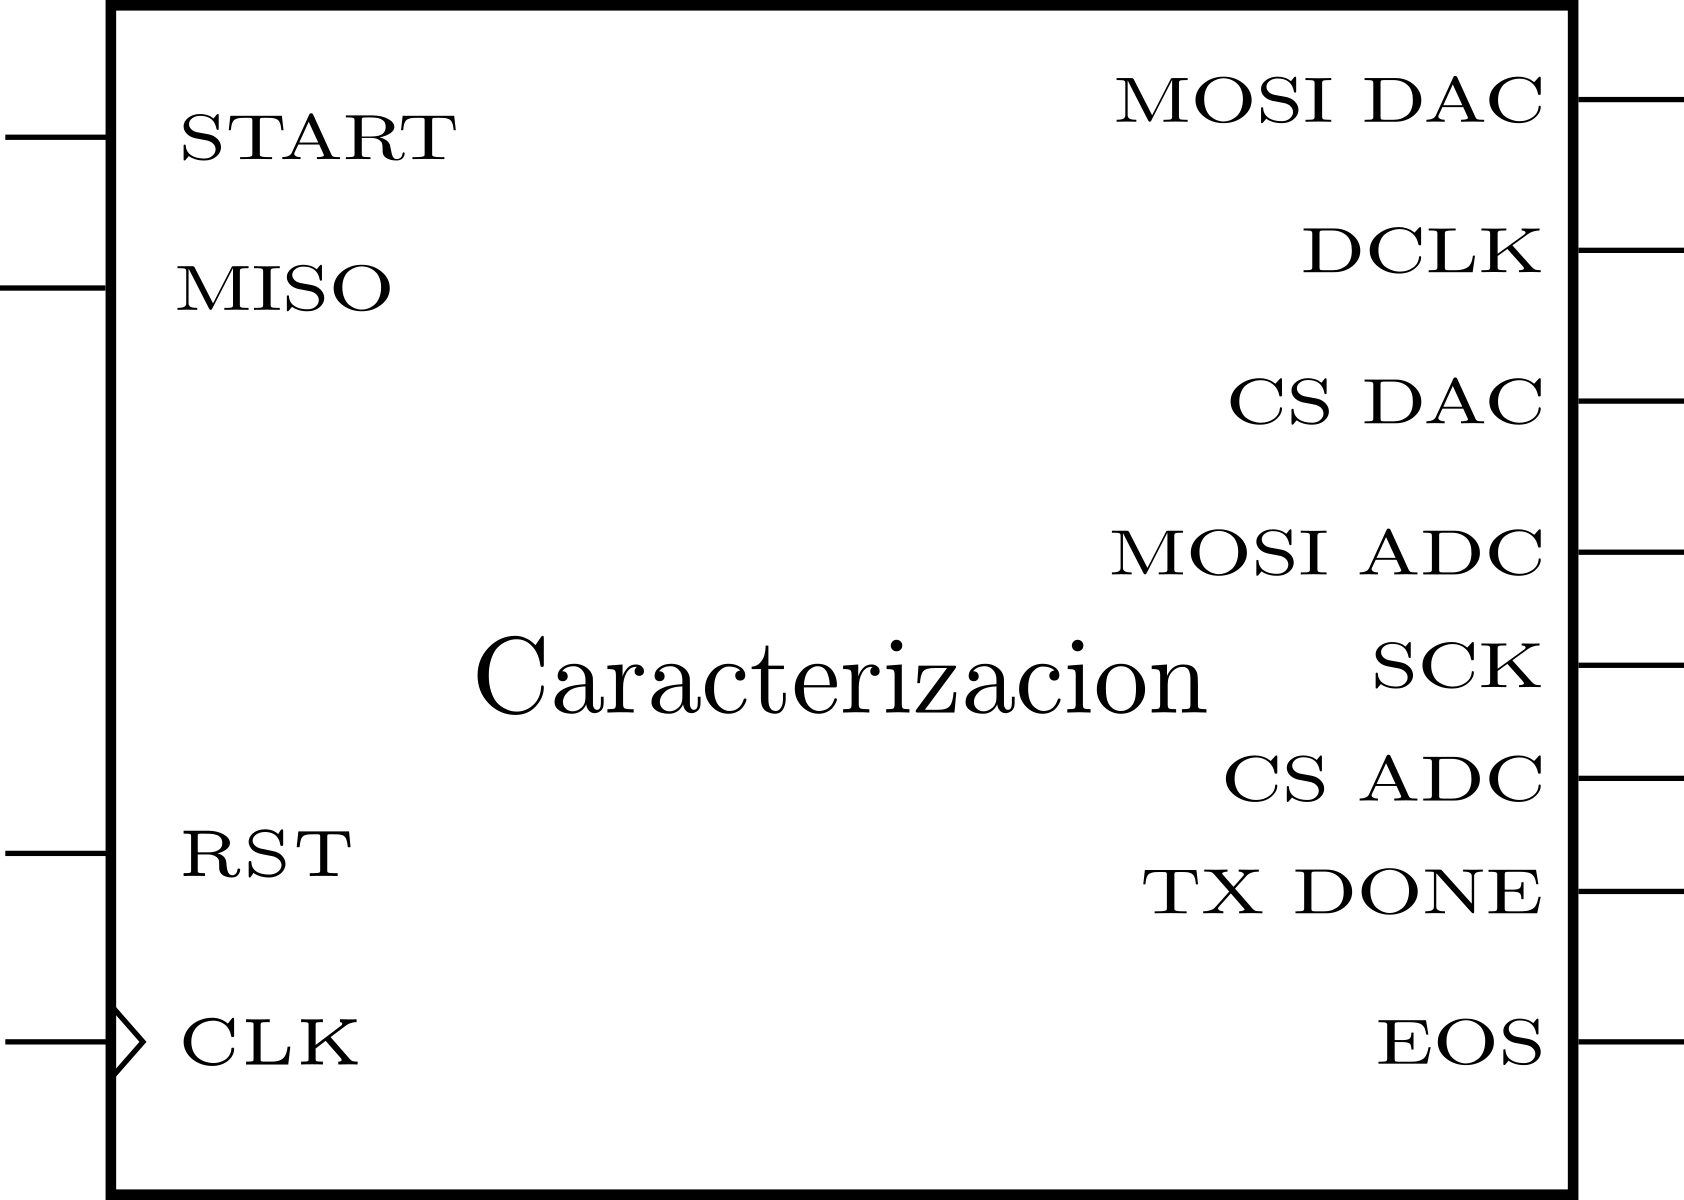 START
MISO
RST
CLK
Caracterizacion
MOSI DAC
DCLK
CS DAC
MOSI ADC
SCK
CS ADC
TX DONE
EOS